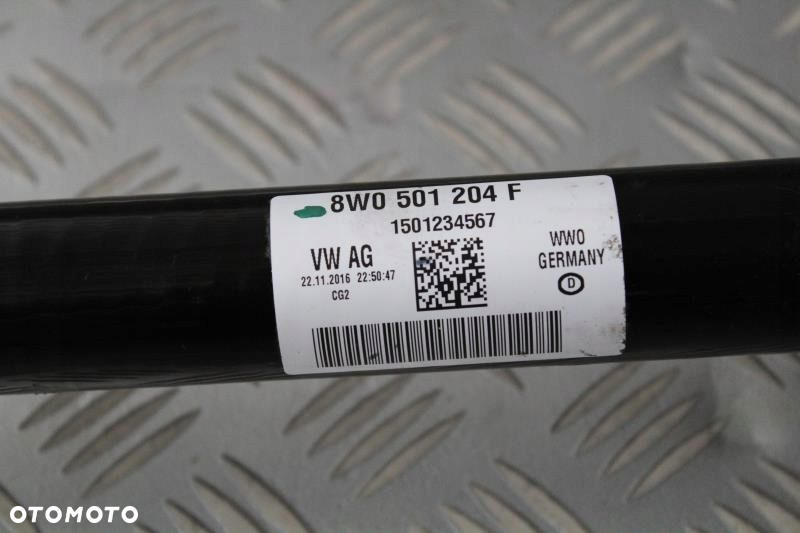 8W0 501 204 F
1501234567
VW AG
22.11.2016 22:50:47
CG2
WWO
GERMANY
D
OTOMOTO